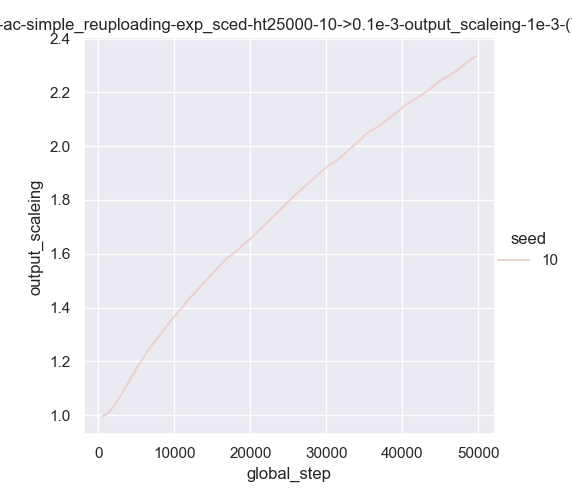 -ac-simple_reuploading-exp_sced-ht25000-10->0.1e-3-output_scaleing-1e-3-(
2.4
2.2
2.0
1.8
1.6
1.4
1.2
1.0
output_scaleing
0 10000 20000 30000 40000 50000
global_step
seed
10